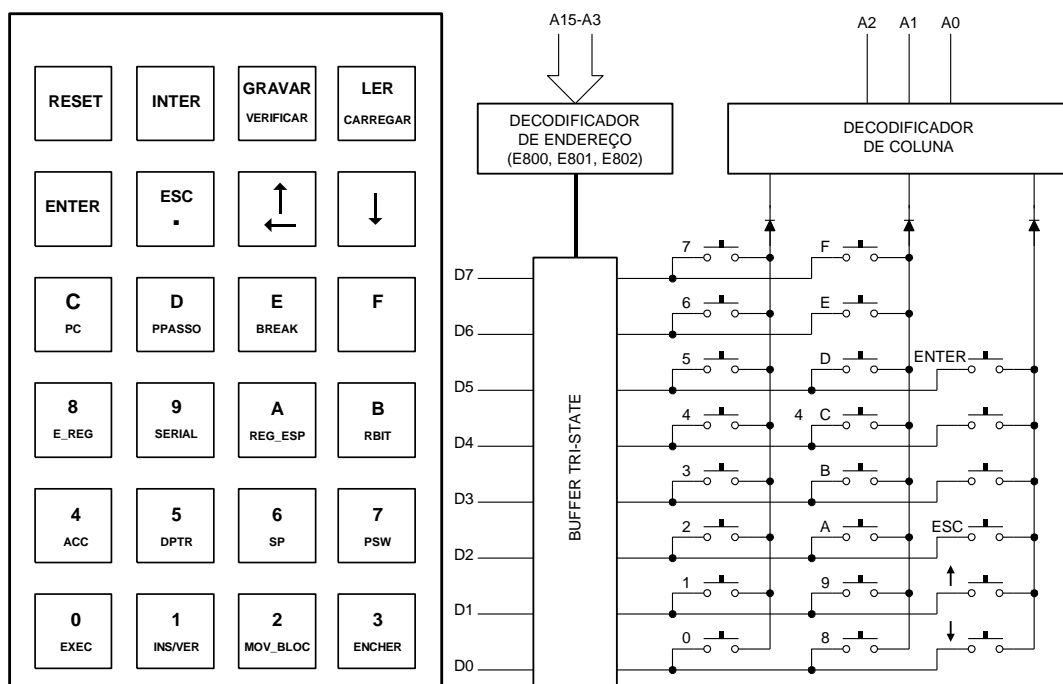 RESET
INTER
GRAVAR
VERIFICAR
LER
CARREGAR
ENTER
ESC
.
C
PC
D
PPASSO
E
BREAK
F
8
E_REG
9
SERIAL
A
REG_ESP
B
RBIT
4
ACC
5
DPTR
6
SP
7
PSW
0
EXEC
1
INS/VER
2
MOV_BLOC
3
ENCHER
A15-A3
A2 A1 A0
DECODIFICADOR
DE ENDEREÇO
(E800, E801, E802)
DECODIFICADOR
DE COLUNA
BUFFER TRI-STATE
D7
7 F
D6
6 E
D5
5 D ENTER
D4
4 4 C
D3
3 B
D2
2 A ESC
D1
1 9
D0
0 8